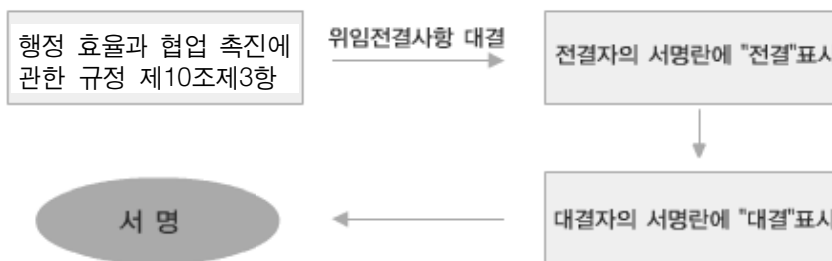 행정 효율과 협업 촉진에
관한 규정 제10조제3항
위임전결사항 대결
전결자의 서명란에 "전결"표시
대결자의 서명란에 "대결"표시
서 명